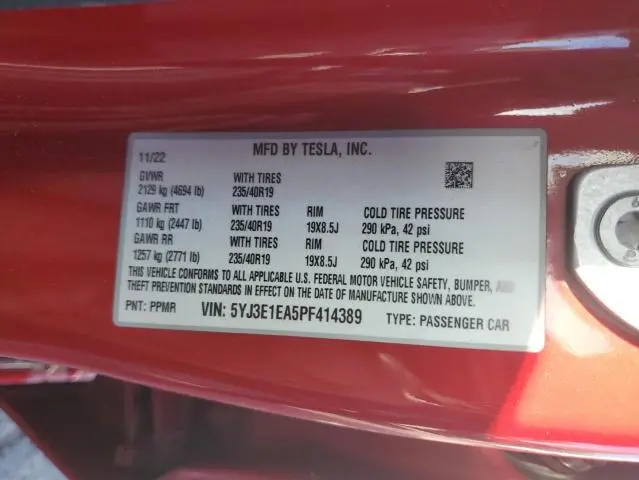 MFD BY TESLA, INC.
11/22
GVWR WITH TIRES
2129 kg (4694 lb) 235/40R19
GAWR FRT WITH TIRES RIM COLD TIRE PRESSURE
1110 kg (2447 lb) 235/40R19 19X8.5J 290 kPa, 42 psi
GAWR RR WITH TIRES RIM COLD TIRE PRESSURE
1257 kg (2771 lb) 235/40R19 19X8.5J 290 kPa, 42 psi
THIS VEHICLE CONFORMS TO ALL APPLICABLE U.S. FEDERAL MOTOR VEHICLE SAFETY, BUMPER, AND
THEFT PREVENTION STANDARDS IN EFFECT ON THE DATE OF MANUFACTURE SHOWN ABOVE.
PNT: PPMR VIN: 5YJ3E1EA5PF414389 TYPE: PASSENGER CAR